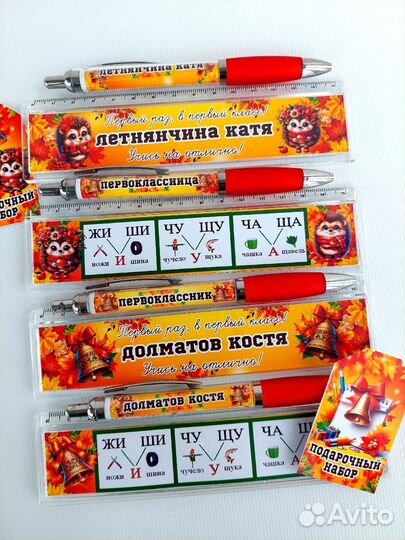 ЛЕТНЯНЧИНА КАТЯ
Первый раз, в первый класс!
ЛЕТНЯНЧИНА КАТЯ
Учись на отлично!
РОЧНЫЙ
БОР
ПЕРВОКЛАССНИЦА
ЖИ ШИ ЧУ ЩУ ЧА ЩА
ножи И шина чучело У щука чашка А щавель
ПЕРВОКЛАССНИК
Первый раз, в первый класс!
ДОЛМАТОВ КОСТЯ
Учись на отлично!
ДОЛМАТОВ КОСТЯ
ЖИ ШИ ЧУ ЩУ ЧА
ножи И шина чучело У щука чашка А
ПОДАРОЧНЫЙ
НАБОР
Avito